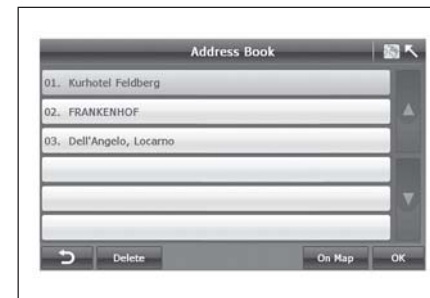 Address Book
01. Kurhotel Feldberg
02. FRANKENHOF
03. Dell'Angelo, Locarno
Delete On Map OK